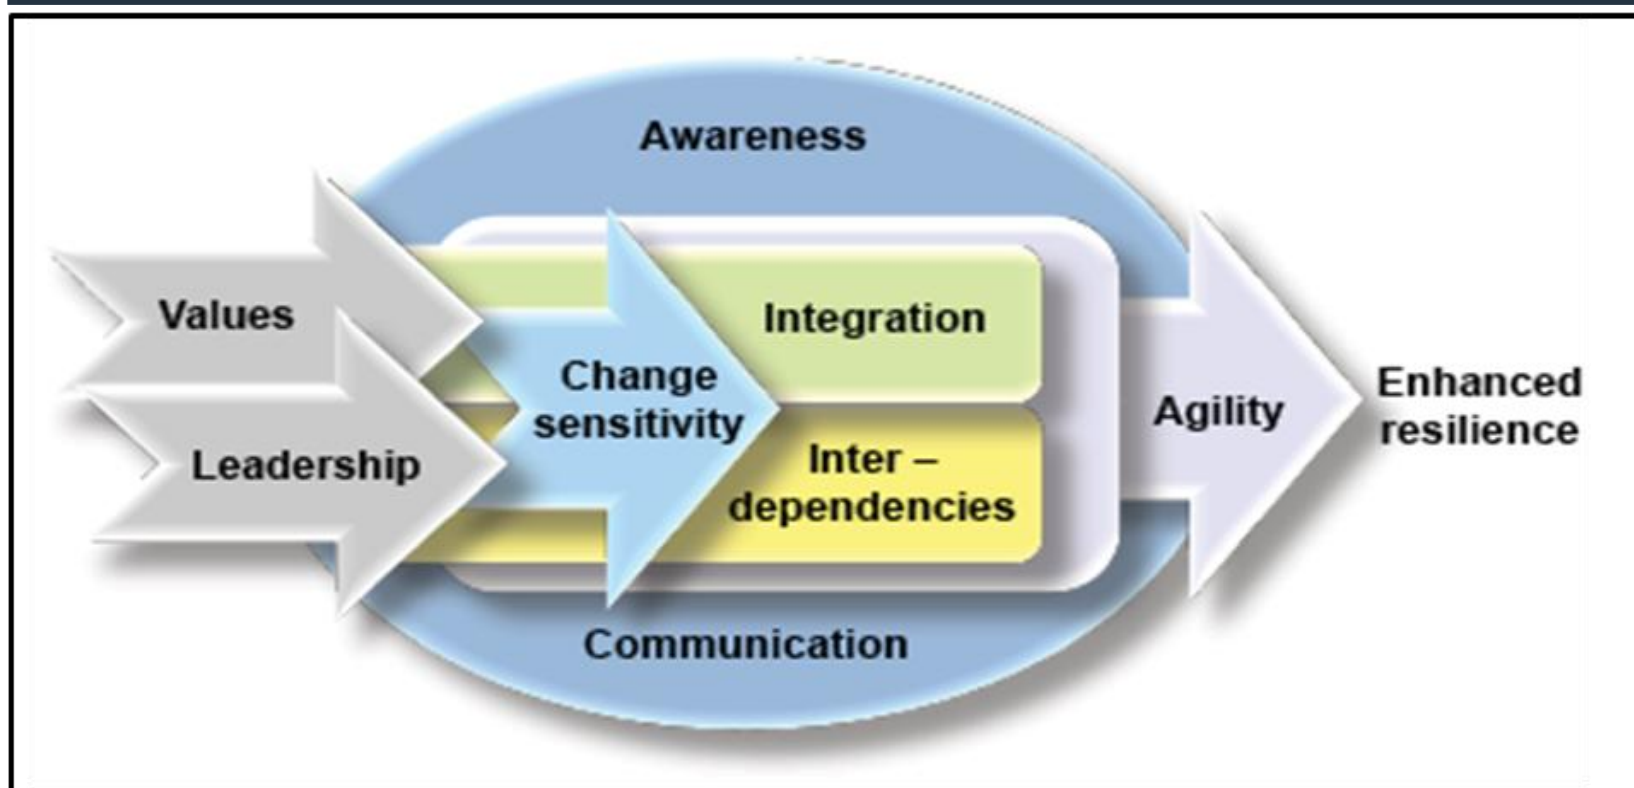 Awareness
Values
Integration
Change
sensitivity
Enhanced
resilience
Agility
Leadership
Inter –
dependencies
Communication